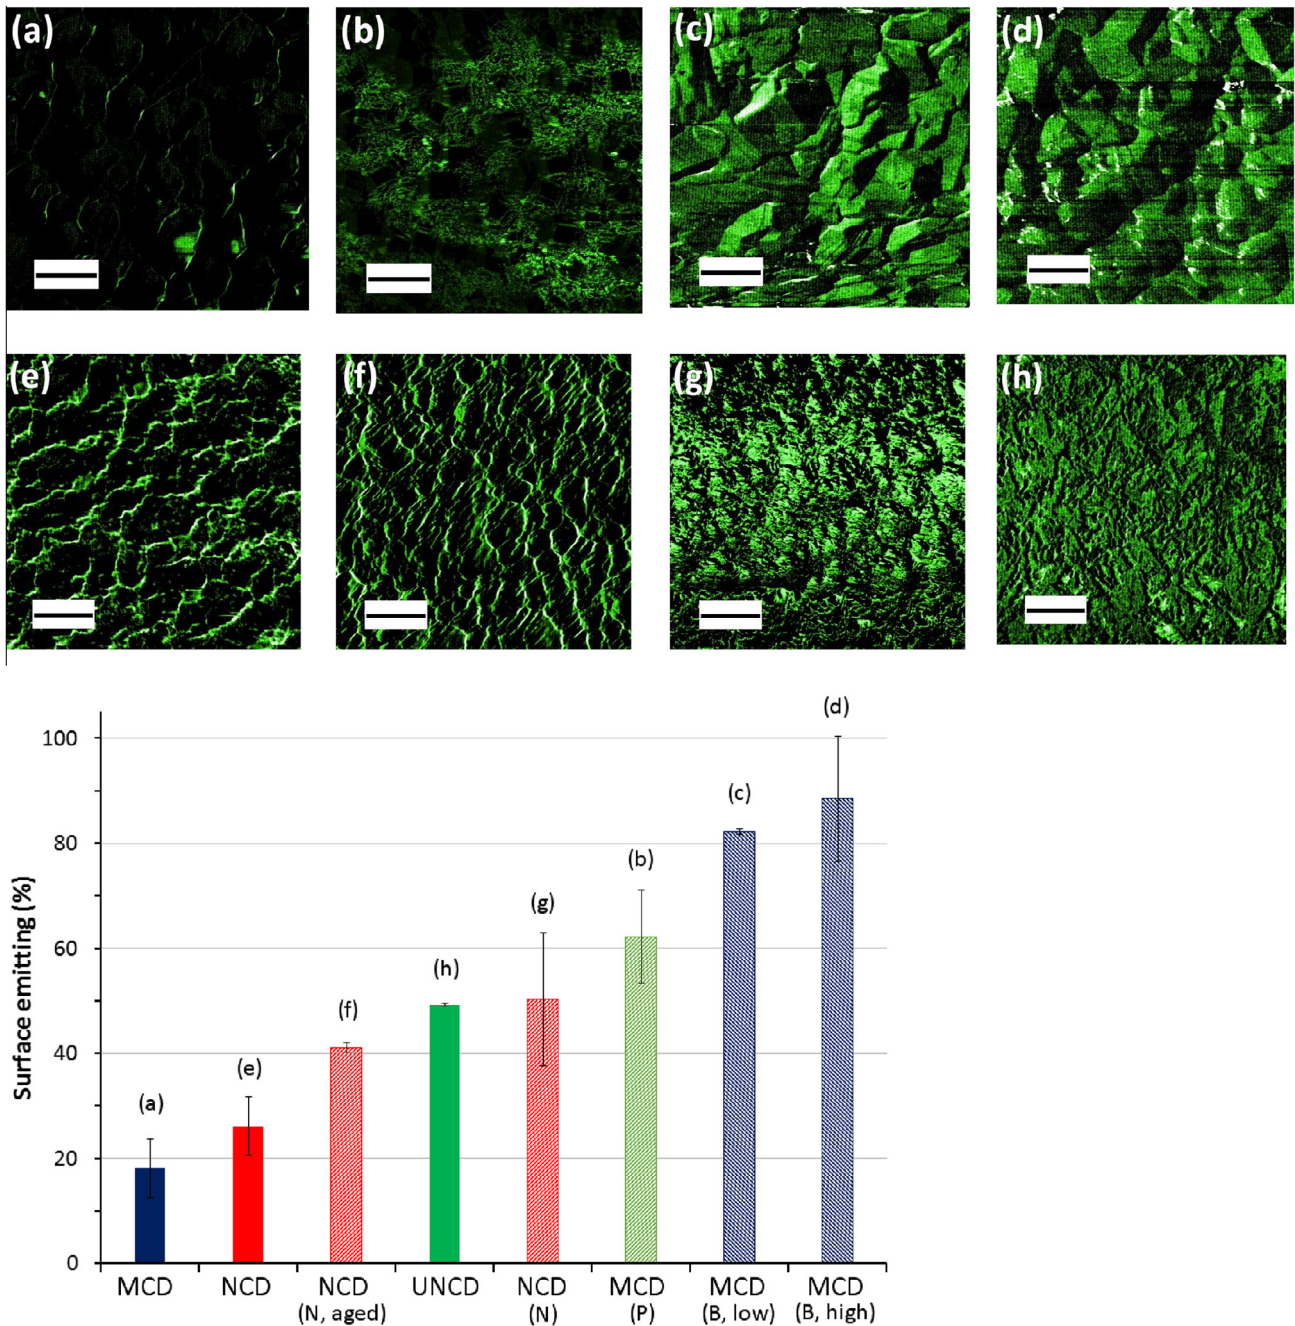 (a) (b) (c) (d)
(e) (f) (g) (h)
Surface emitting (%)
100
80
60
40
20
0
(a) (e) (f) (h) (g) (b) (c) (d)
MCD NCD NCD UNCD NCD MCD MCD MCD
(N, aged) (N) (P) (B, low) (B, high)